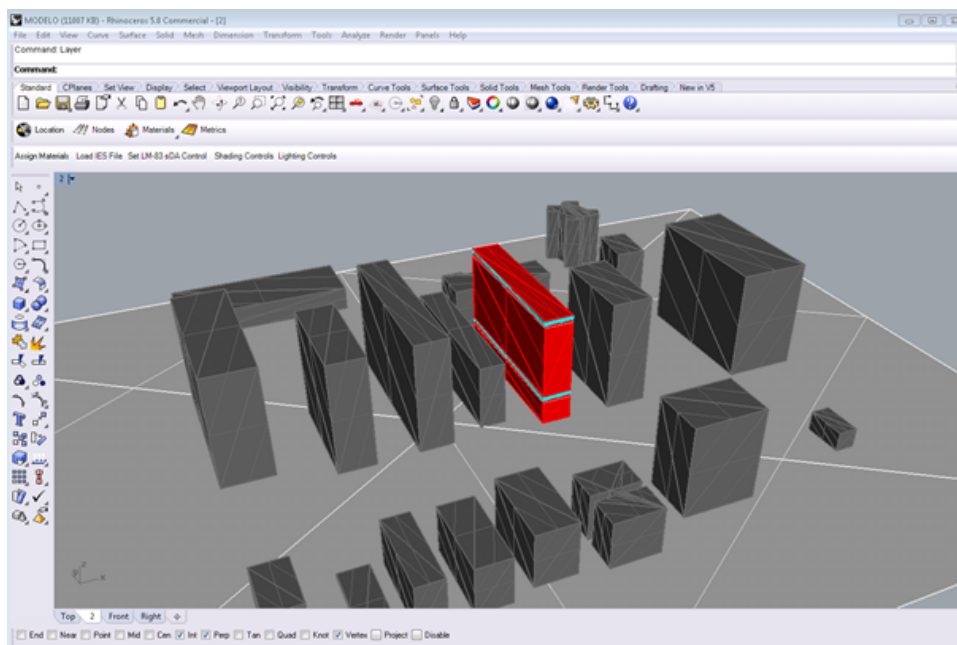 MODELO (11807 KB) - Rhinoceros 5.0 Commercial - [2]
File Edit View Curve Surface Solid Mesh Dimension Transform Tools Analyze Render Panels Help
Command: Layer
Command:
Standard CPlanes Set View Display Select Viewport Layout Visibility Transform Curve Tools Surface Tools Solid Tools Mesh Tools Render Tools Drafting New in V5
Location Nodes Materials Metrics
Assign Materials Load IES File Set LM-83 sDA Control Shading Controls Lighting Controls
2
z
y
x
Top 2 Front Right
End Near Point Mid Cen Int Perp Tan Quad Knot Vertex Project Disable